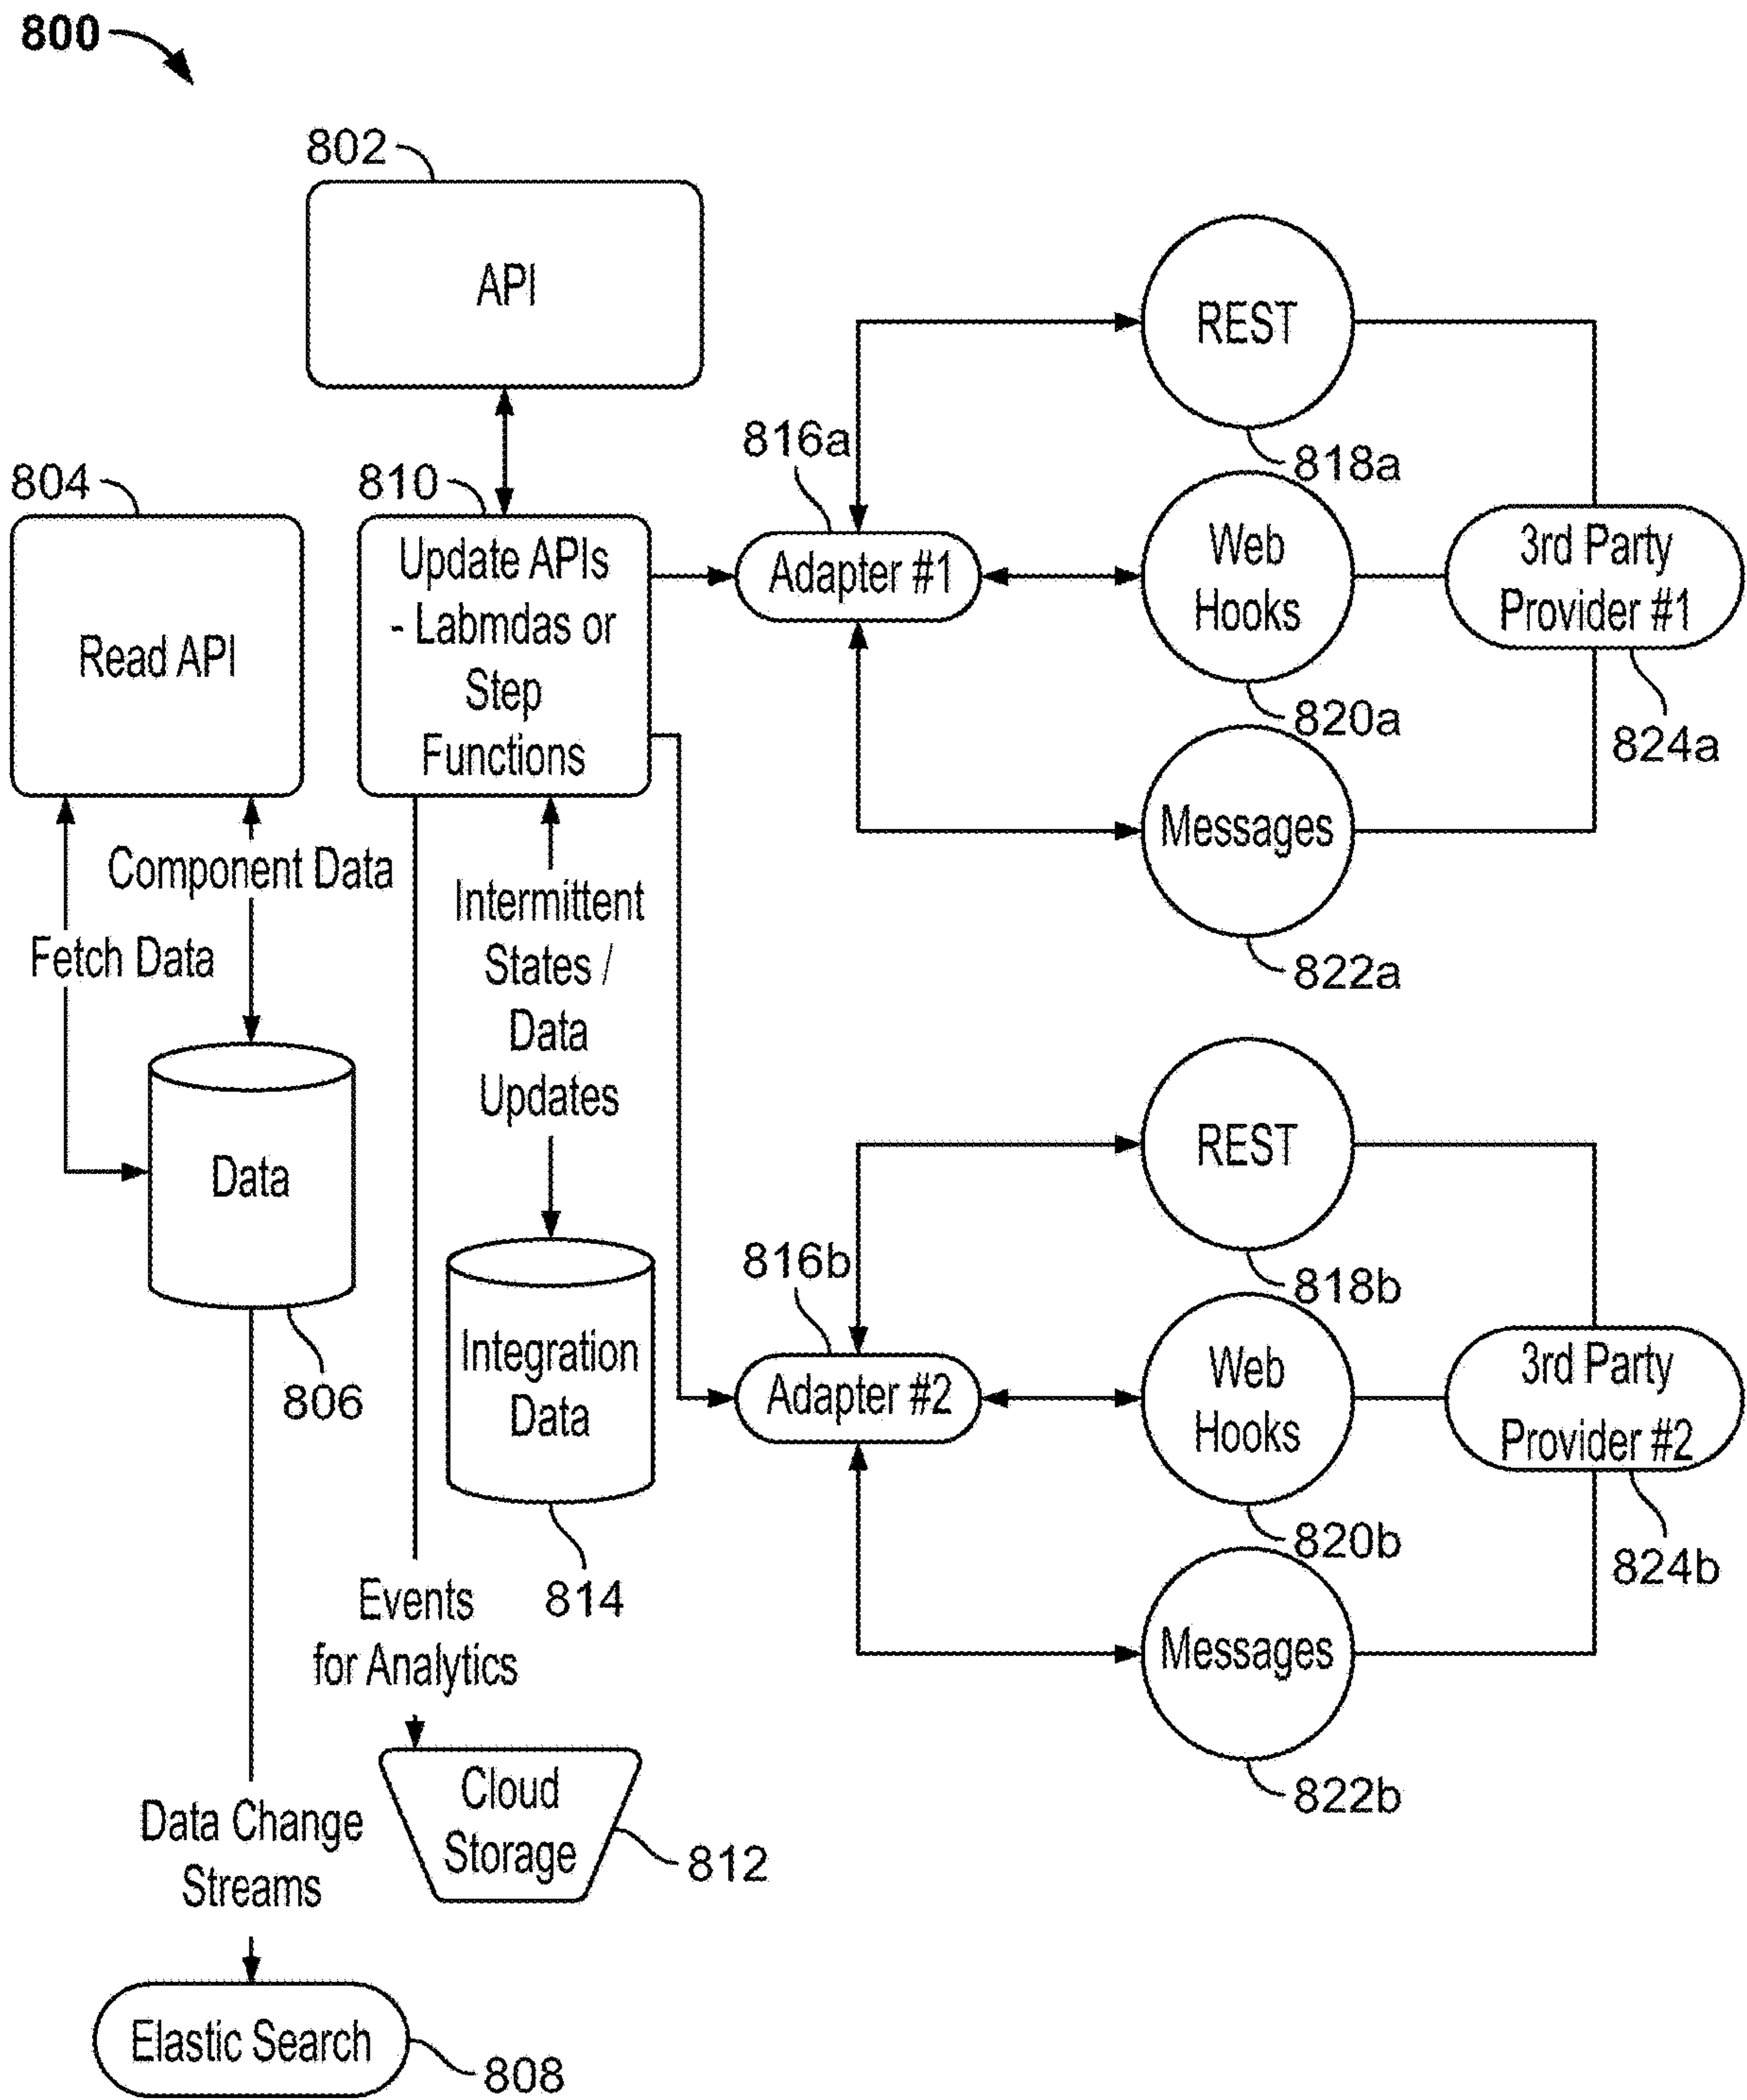 800
802
API
804
Read API
810
Update APIs
- Labmdas or
Step
Functions
816a
Adapter #1
REST
818a
Web
Hooks
820a
Messages
822a
3rd Party
Provider #1
824a
Component Data
Fetch Data
Intermittent
States /
Data
Updates
Data
806
Integration
Data
814
816b
Adapter #2
REST
818b
Web
Hooks
820b
Messages
822b
3rd Party
Provider #2
824b
Events
for Analytics
Cloud
Storage
812
Data Change
Streams
Elastic Search
808